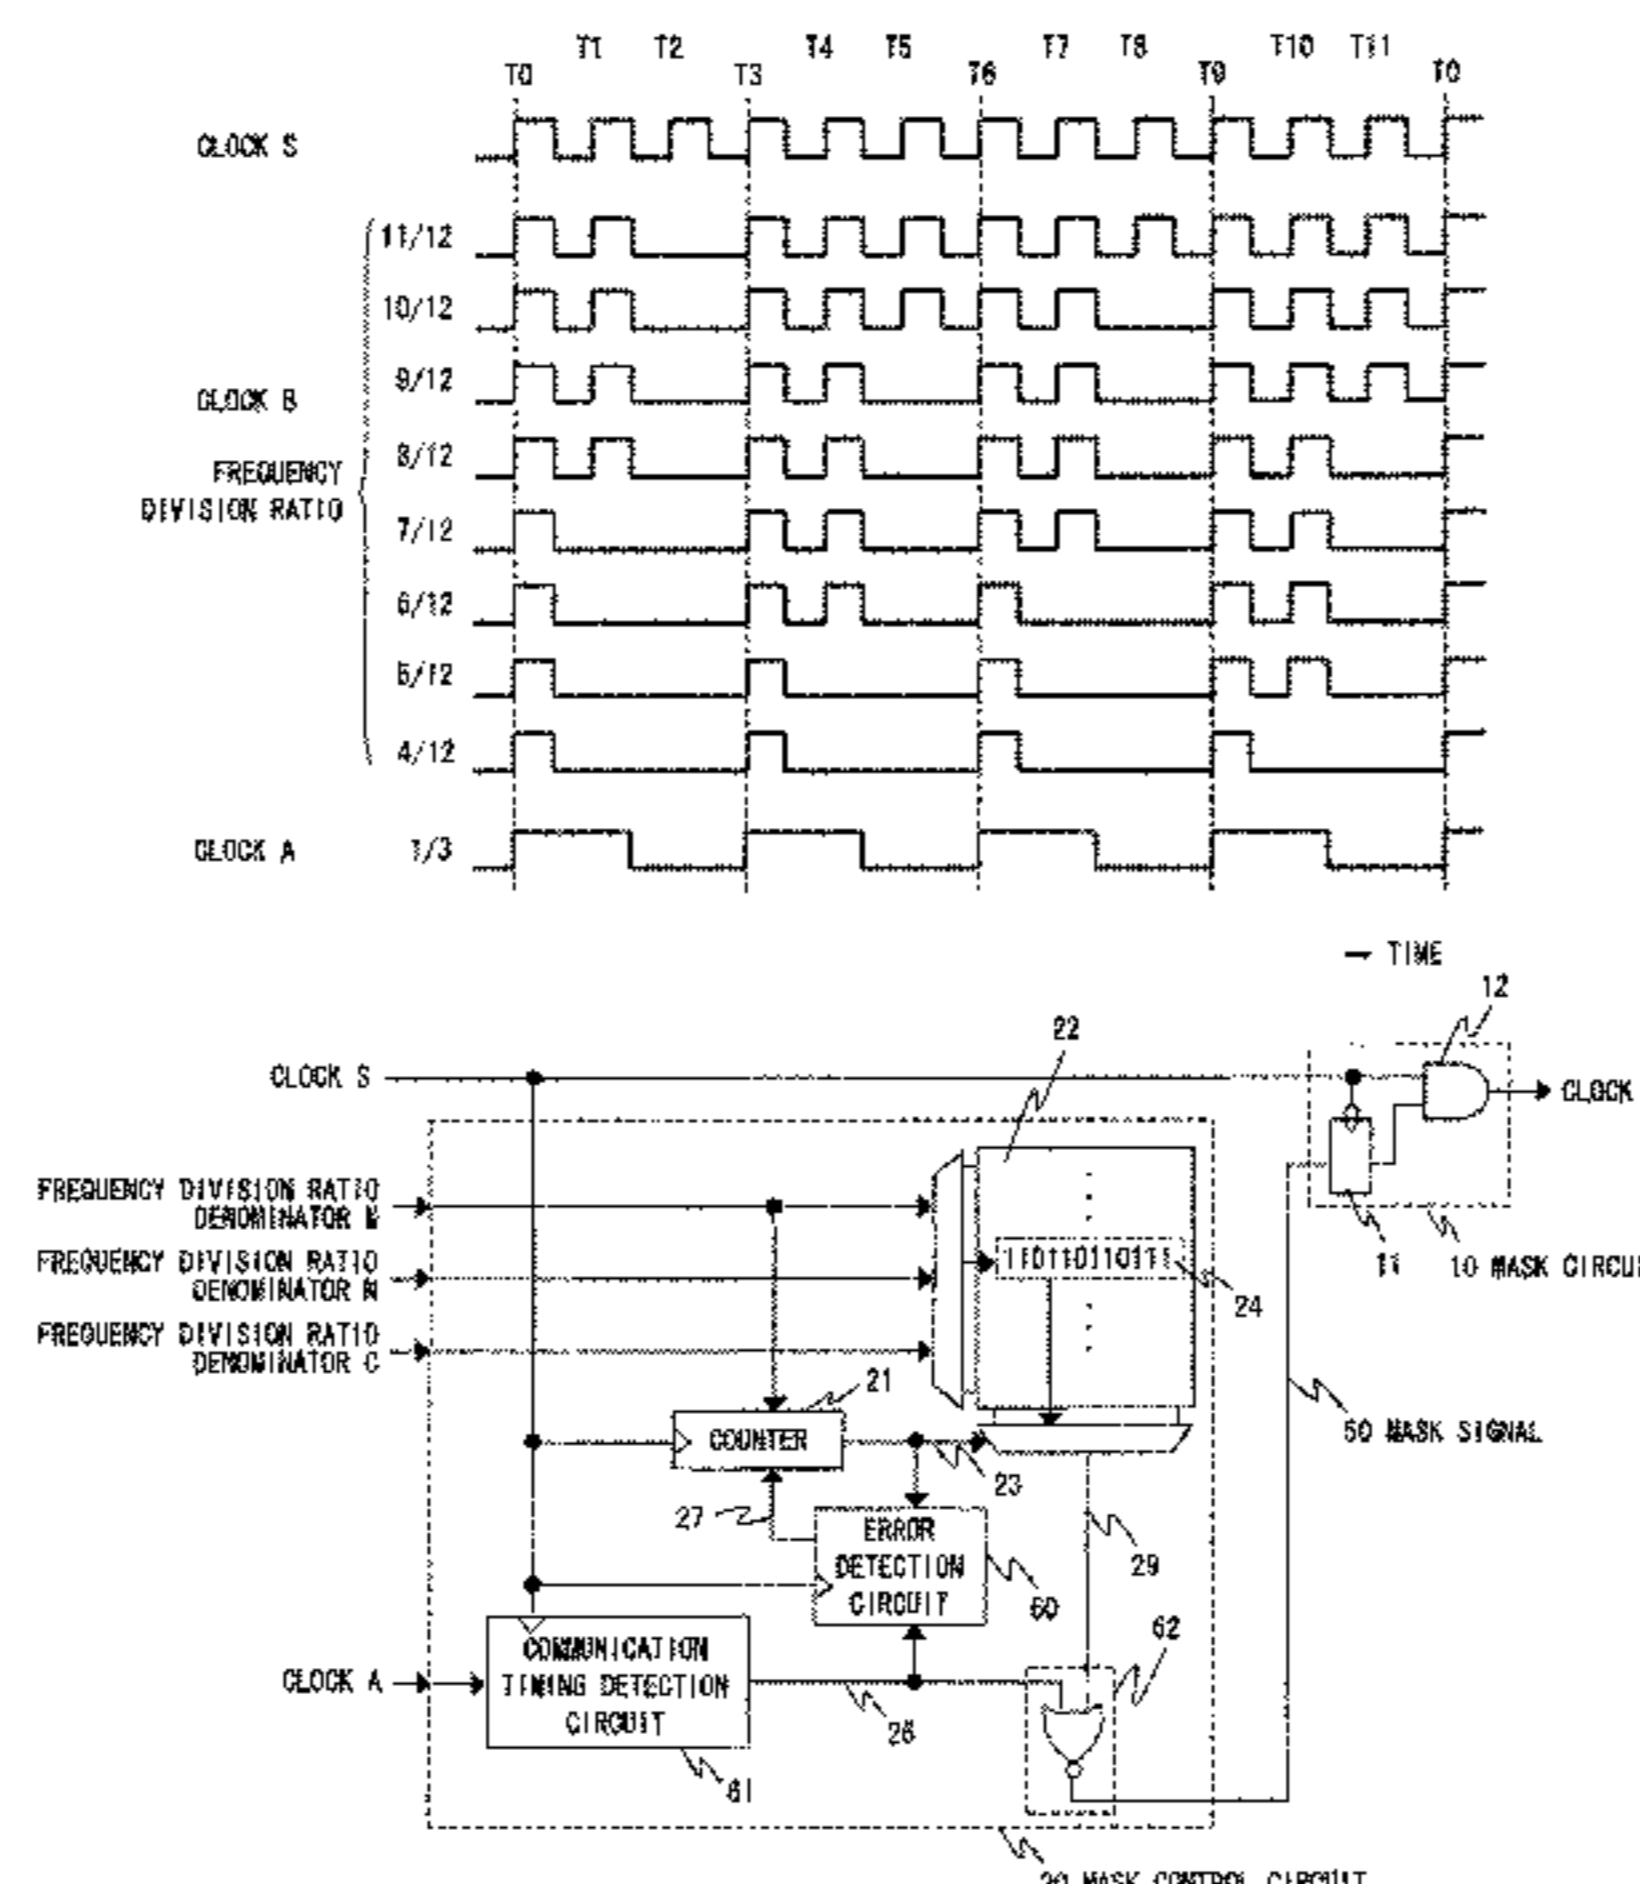 T1 T2 T4 T5 T7 T8 T10 T11
T0 T3 T6 T9 T0
CLOCK S
11/12
10/12
9/12
CLOCK B
8/12
FREQUENCY
DIVISION RATIO
7/12
6/12
5/12
4/12
CLOCK A 1/3
TIME
12
22
CLOCK S
CLOCK
FREQUENCY DIVISION RATIO
DENOMINATOR
FREQUENCY DIVISION RATIO
DENOMINATOR N
FREQUENCY DIVISION RATIO
DENOMINATOR C
110110110111
24
11
10 MASK CIRCUI
21
COUNTER
23
50 MASK SIGNAL
27
ERROR
DETECTION
CIRCUIT
29
60
62
COMMUNICATION
TIMING DETECTION
CIRCUIT
CLOCK A
26
61
20 MASK CONTROL CIRCUIT